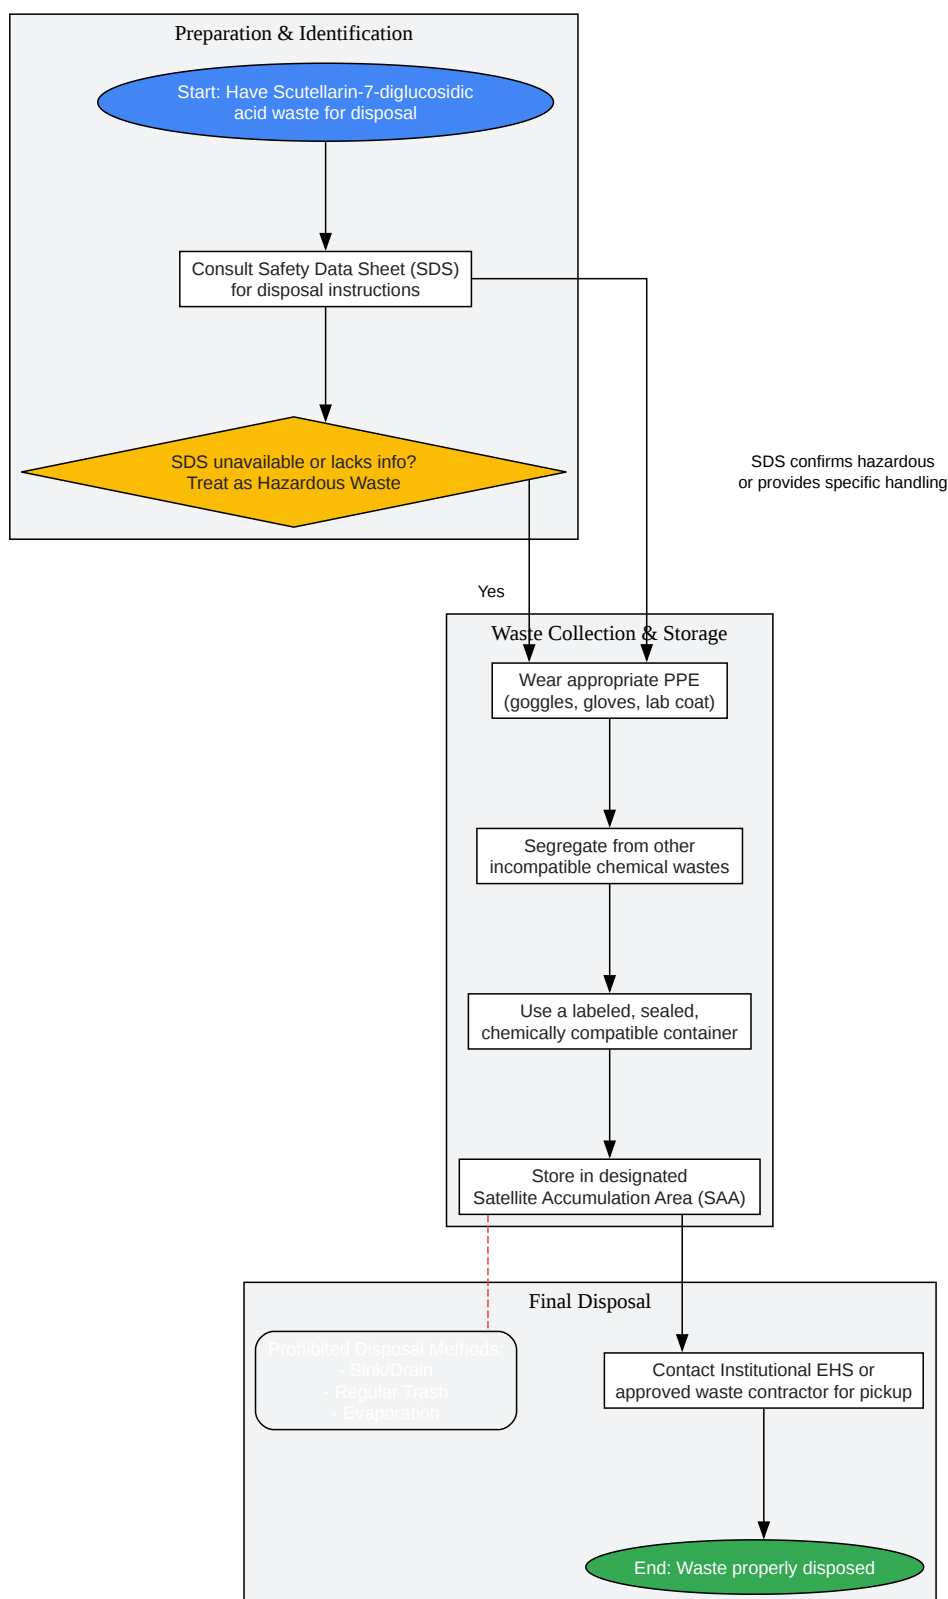 Preparation & Identification
Start: Have Scutellarin-7-diglucosidic
acid waste for disposal
Consult Safety Data Sheet (SDS)
for disposal instructions
SDS unavailable or lacks info?
Treat as Hazardous Waste
SDS confirms hazardous
or provides specific handling
Yes
Waste Collection & Storage
Wear appropriate PPE
(goggles, gloves, lab coat)
Segregate from other
incompatible chemical wastes
Use a labeled, sealed,
chemically compatible container
Store in designated
Satellite Accumulation Area (SAA)
Final Disposal
Prohibited Disposal Methods:
- Sink/Drain
- Regular Trash
- Evaporation
Contact Institutional EHS or
approved waste contractor for pickup
End: Waste properly disposed